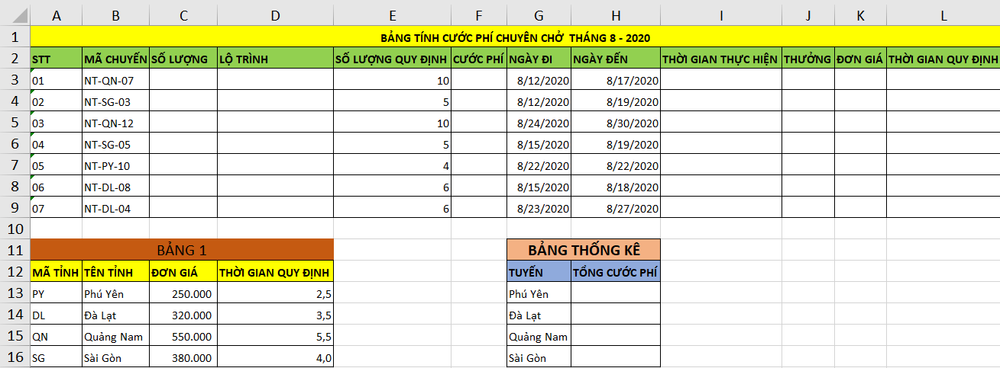 A B C D E F G H I J K L
1 BẢNG TÍNH CƯỚC PHÍ CHUYÊN CHỞ THÁNG 8 - 2020
2 STT MÃ CHUYẾN SỐ LƯỢNG LỘ TRÌNH SỐ LƯỢNG QUY ĐỊNH CƯỚC PHÍ NGÀY ĐI NGÀY ĐẾN THỜI GIAN THỰC HIỆN THƯỞNG ĐƠN GIÁ THỜI GIAN QUY ĐỊNH
3 01 NT-QN-07 10 8/12/2020 8/17/2020
4 02 NT-SG-03 5 8/12/2020 8/19/2020
5 03 NT-QN-12 10 8/24/2020 8/30/2020
6 04 NT-SG-05 5 8/15/2020 8/19/2020
7 05 NT-PY-10 4 8/22/2020 8/22/2020
8 06 NT-DL-08 6 8/15/2020 8/18/2020
9 07 NT-DL-04 6 8/23/2020 8/27/2020
10
11 BẢNG 1 BẢNG THỐNG KÊ
12 MÃ TỈNH TÊN TỈNH ĐƠN GIÁ THỜI GIAN QUY ĐỊNH TUYẾN TỔNG CƯỚC PHÍ
13 PY Phú Yên 250.000 2,5 Phú Yên
14 DL Đà Lạt 320.000 3,5 Đà Lạt
15 QN Quảng Nam 550.000 5,5 Quảng Nam
16 SG Sài Gòn 380.000 4,0 Sài Gòn